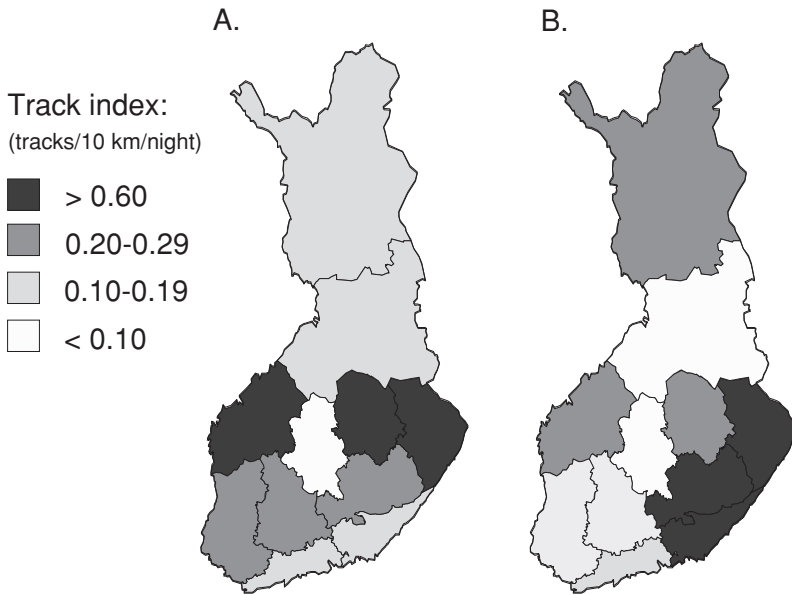 A.
B.
Track index:
(tracks/10 km/night)
> 0.60
0.20-0.29
0.10-0.19
< 0.10